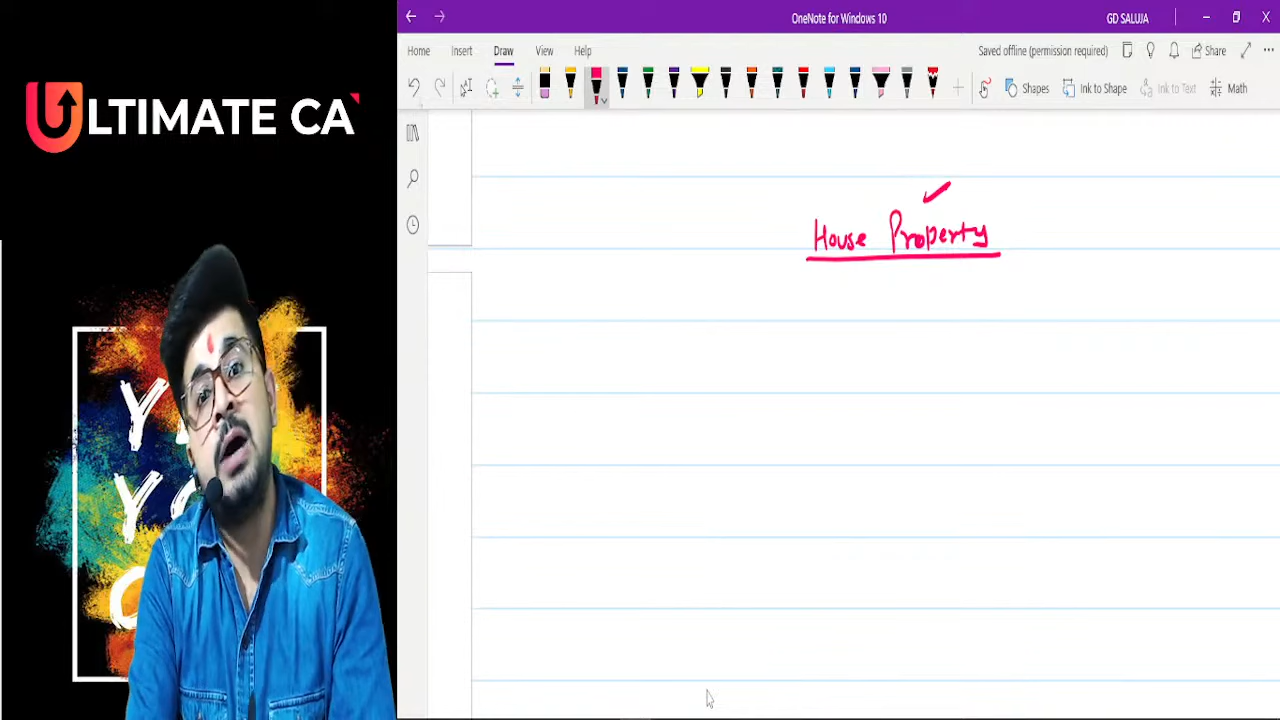 ULTIMATE CA
Y
Y
OneNote for Windows 10
GD SALUJA
Home Insert Draw View Help
Saved offline (permission required)
Share
Shapes
Ink to Shape
Ink to Text
Math
House Property